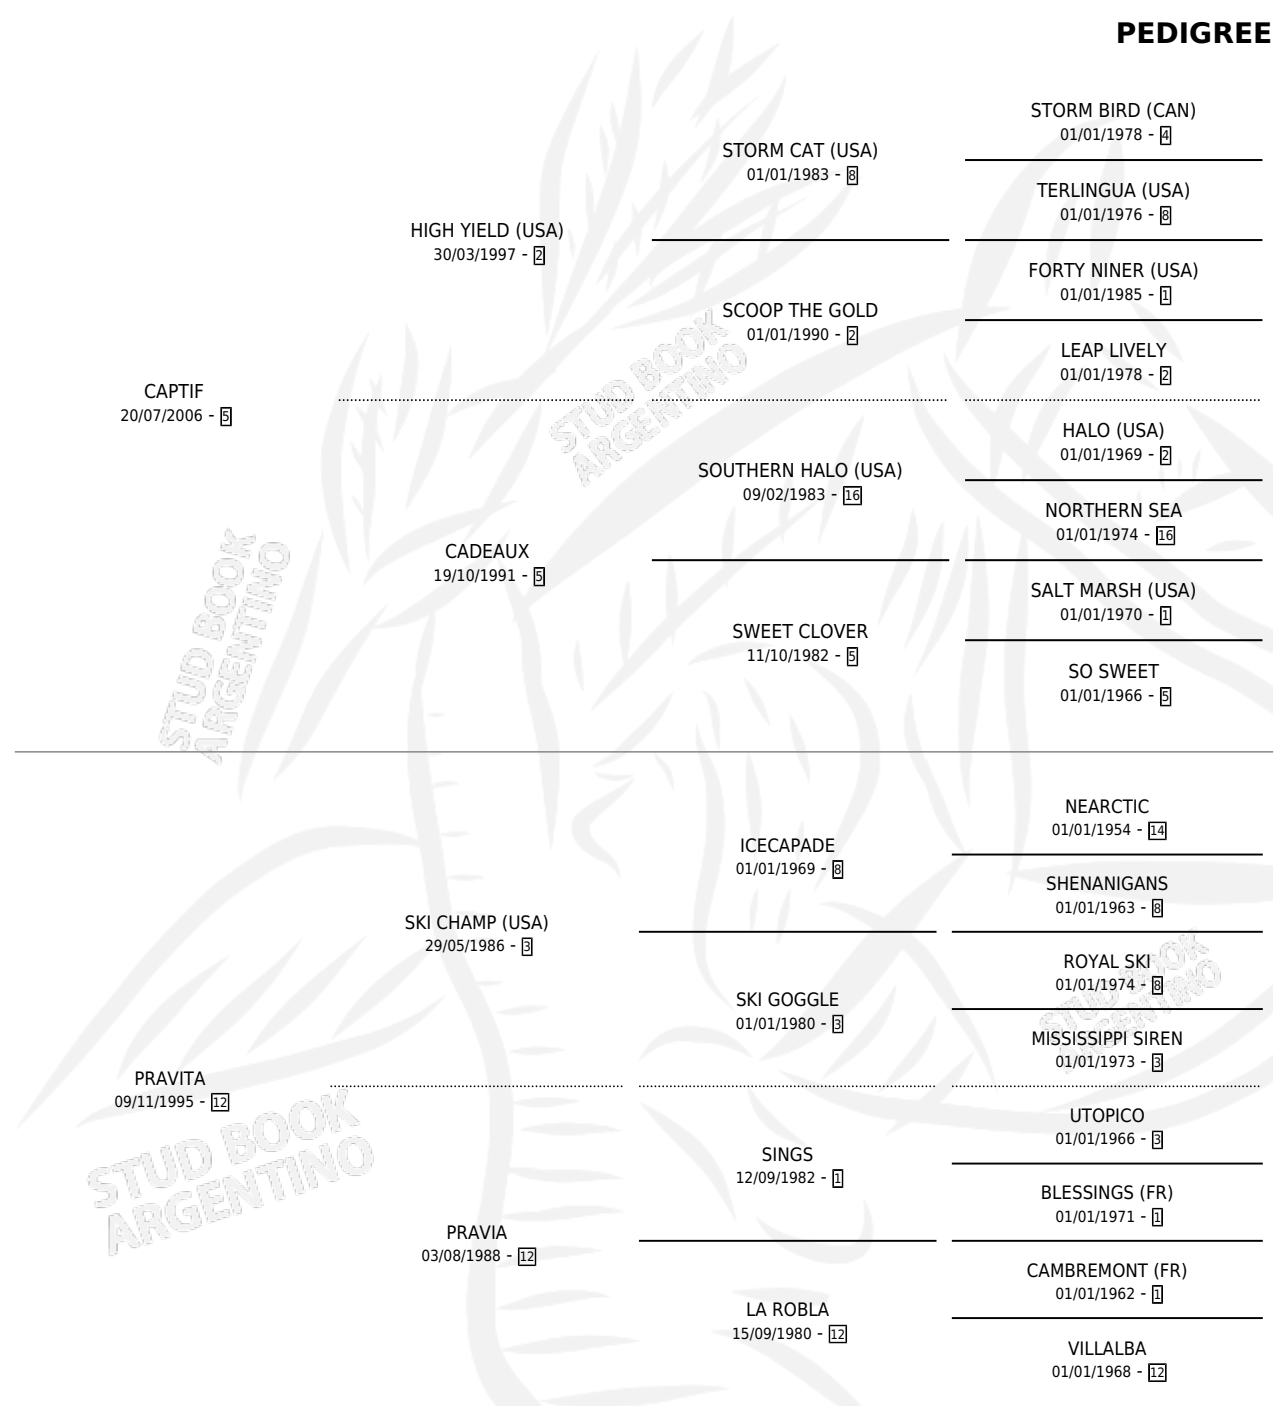 PEDIGREE
STORM BIRD (CAN)
01/01/1978 - 4
STORM CAT (USA)
01/01/1983 - 8
TERLINGUA (USA)
01/01/1976 - 8
HIGH YIELD (USA)
30/03/1997 - 2
FORTY NINER (USA)
01/01/1985 - 1
SCOOP THE GOLD
01/01/1990 - 2
LEAP LIVELY
01/01/1978 - 2
CAPTIF
20/07/2006 - 5
HALO (USA)
01/01/1969 - 2
SOUTHERN HALO (USA)
09/02/1983 - 16
NORTHERN SEA
01/01/1974 - 16
CADEAUX
19/10/1991 - 5
SALT MARSH (USA)
01/01/1970 - 1
SWEET CLOVER
11/10/1982 - 5
SO SWEET
01/01/1966 - 5
NEARCTIC
01/01/1954 - 14
ICECAPADE
01/01/1969 - 8
SHENANIGANS
01/01/1963 - 8
SKI CHAMP (USA)
29/05/1986 - 3
ROYAL SKI
01/01/1974 - 8
SKI GOGGLE
01/01/1980 - 3
MISSISSIPPI SIREN
01/01/1973 - 3
PRAVITA
09/11/1995 - 12
UTOPICO
01/01/1966 - 3
SINGS
12/09/1982 - 1
BLESSINGS (FR)
01/01/1971 - 1
PRAVIA
03/08/1988 - 12
CAMBREMONT (FR)
01/01/1962 - 1
LA ROBLA
15/09/1980 - 12
VILLALBA
01/01/1968 - 12
STUD BOOK
ARGENTINO
STUD BOOK
ARGENTINO
STUD BOOK
ARGENTINO
STUD BOOK
ARGENTINO